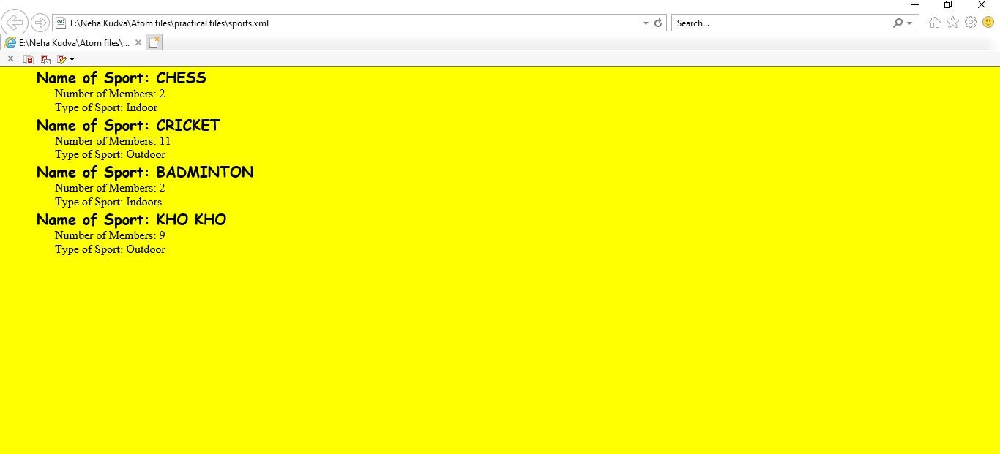 E:\Neha Kudva\Atom files\practical files\sports.xml
Search...
E:\Neha Kudva\Atom files\...
Name of Sport: CHESS
Number of Members: 2
Type of Sport: Indoor
Name of Sport: CRICKET
Number of Members: 11
Type of Sport: Outdoor
Name of Sport: BADMINTON
Number of Members: 2
Type of Sport: Indoors
Name of Sport: KHO KHO
Number of Members: 9
Type of Sport: Outdoor